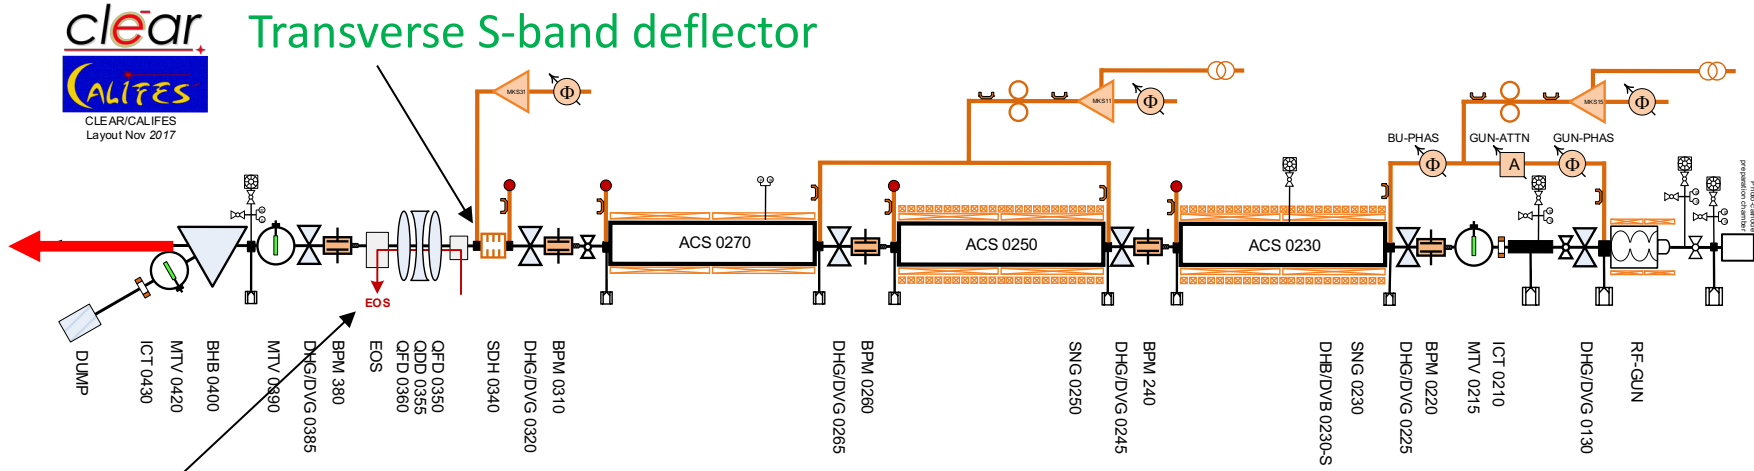 clear
Transverse S-band deflector
CALIFES
CLEAR/CALIFES
Layout Nov 2017
MKS31
Φ
MKS11
Φ
MKS15
Φ
BU-PHAS
GUN-ATTN
GUN-PHAS
Φ
A
Φ
preparation chamber
ACS 0270
ACS 0250
ACS 0230
EOS
DUMP
ICT 0430
MTV 0420
BHB 0400
MTV 0390
DHG/DVG 0385
BPM 380
EOS
QFD 0360
QDD 0355
QFD 0350
SDH 0340
DHG/DVG 0320
BPM 0310
DHG/DVG 0265
BPM 0260
SNG 0250
DHG/DVG 0245
BPM 240
DHB/DVB 0230-S
SNG 0230
DHG/DVG 0225
BPM 0220
MTV 0215
ICT 0210
DHG/DVG 0130
RF-GUN